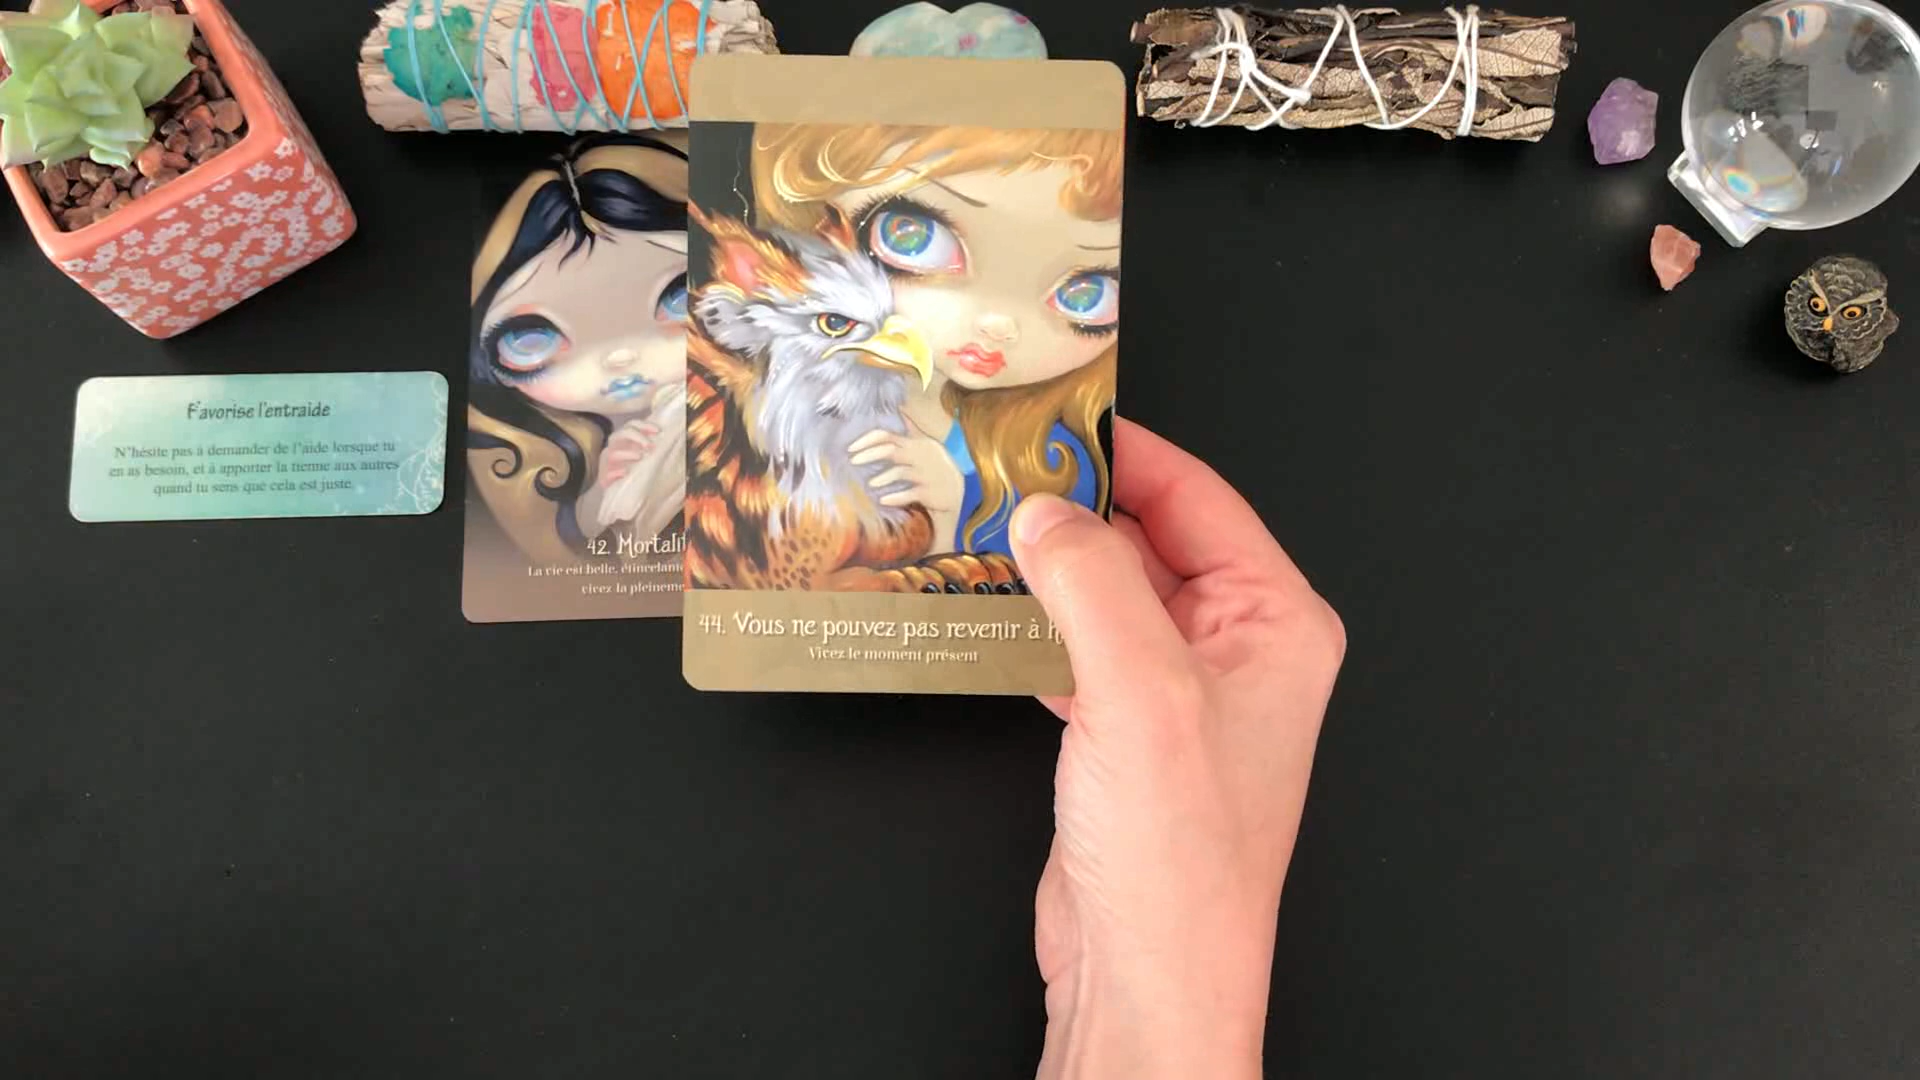 Favorise l'entraide
N'hésite pas à demander de l'aide lorsque tu
en as besoin, et à apporter la tienne aux autres
quand tu sens que cela est juste.
42. Mortalit
La vie est belle, étincelante
vivez la pleineme
44. Vous ne pouvez pas revenir à h
Vivez le moment présent